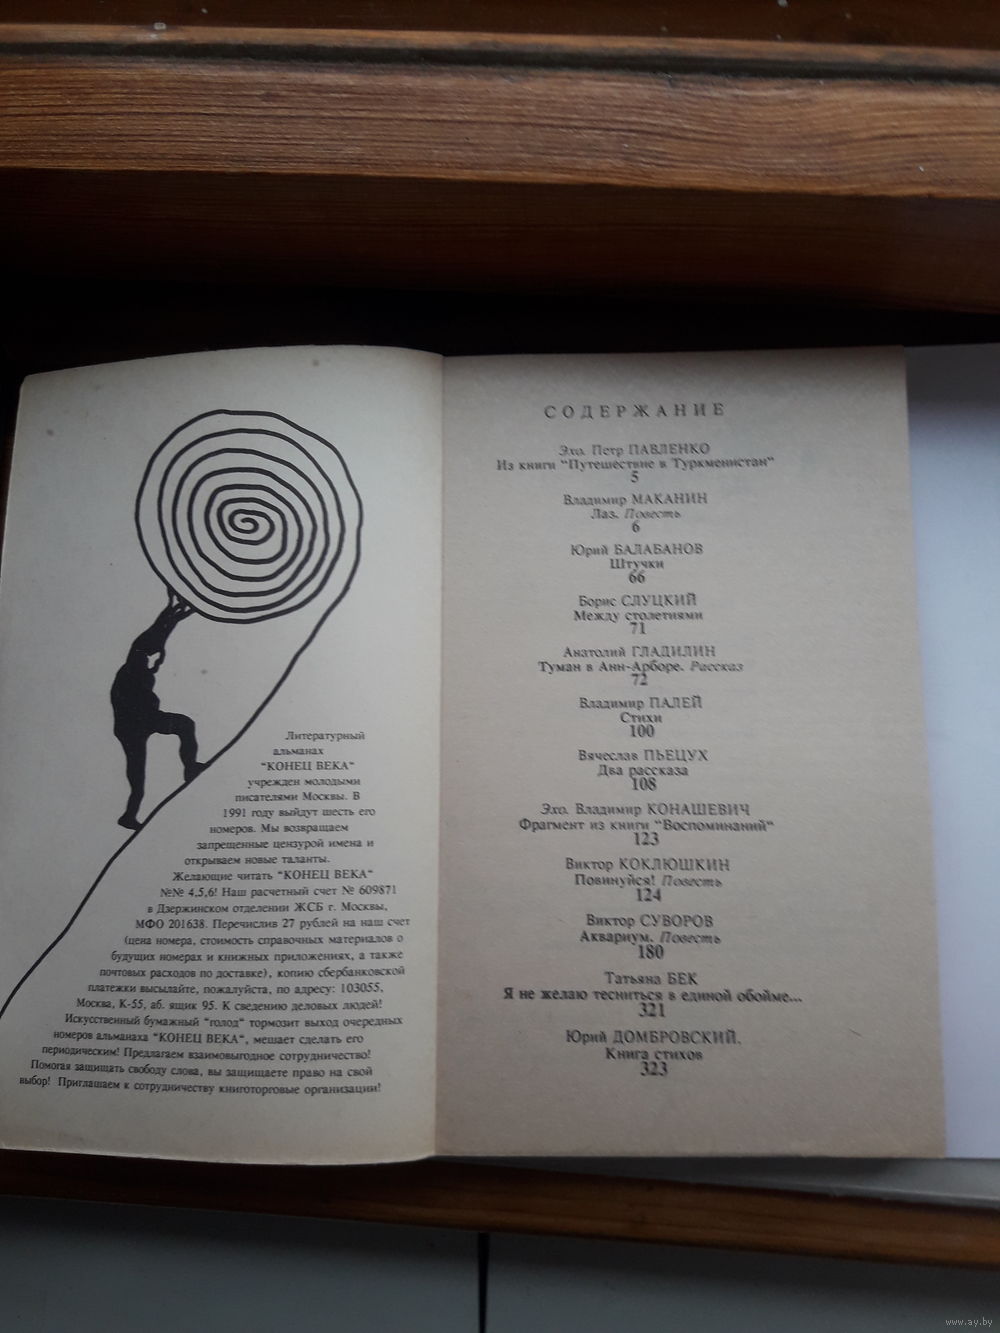 Литературный
альманах
"КОНЕЦ ВЕКА"
учрежден молодыми
писателями Москвы. В
1991 году выйдут шесть его
номеров. Мы возвращаем
запрещенные цензурой имена и
открываем новые таланты.
Желающие читать "КОНЕЦ ВЕКА"
№№ 4,5,6! Наш расчетный счет № 609871
в Дзержинском отделении ЖСБ г. Москвы,
МФО 201638. Перечислив 27 рублей на наш счет
(цена номера, стоимость справочных материалов о
будущих номерах и книжных приложениях, а также
почтовых расходов по доставке), копию сбербанковской
платежки высылайте, пожалуйста, по адресу: 103055,
Москва, К-55, аб. ящик 95. К сведению деловых людей!
Искусственный бумажный "голод" тормозит выход очередных
номеров альманаха "КОНЕЦ ВЕКА", мешает сделать его
периодическим! Предлагаем взаимовыгодное сотрудничество!
Помогая защищать свободу слова, вы защищаете право на свой
выбор! Приглашаем к сотрудничеству книготорговые организации!
СОДЕРЖАНИЕ
Эхо. Петр ПАВЛЕНКО
Из книги "Путешествие в Туркменистан"
5
Владимир МАКАНИН
Лаз. Повесть
6
Юрий БАЛАБАНОВ
Штучки
66
Борис СЛУЦКИЙ
Между столетиями
71
Анатолий ГЛАДИЛИН
Туман в Анн-Арборе. Рассказ
72
Владимир ПАЛЕЙ
Стихи
100
Вячеслав ПЬЕЦУХ
Два рассказа
108
Эхо. Владимир КОНАШЕВИЧ
Фрагмент из книги "Воспоминаний"
123
Виктор КОКЛЮШКИН
Повинуйся! Повесть
124
Виктор СУВОРОВ
Аквариум. Повесть
180
Татьяна БЕК
Я не желаю тесниться в единой обойме...
321
Юрий ДОМБРОВСКИЙ.
Книга стихов
323
www.ay.by